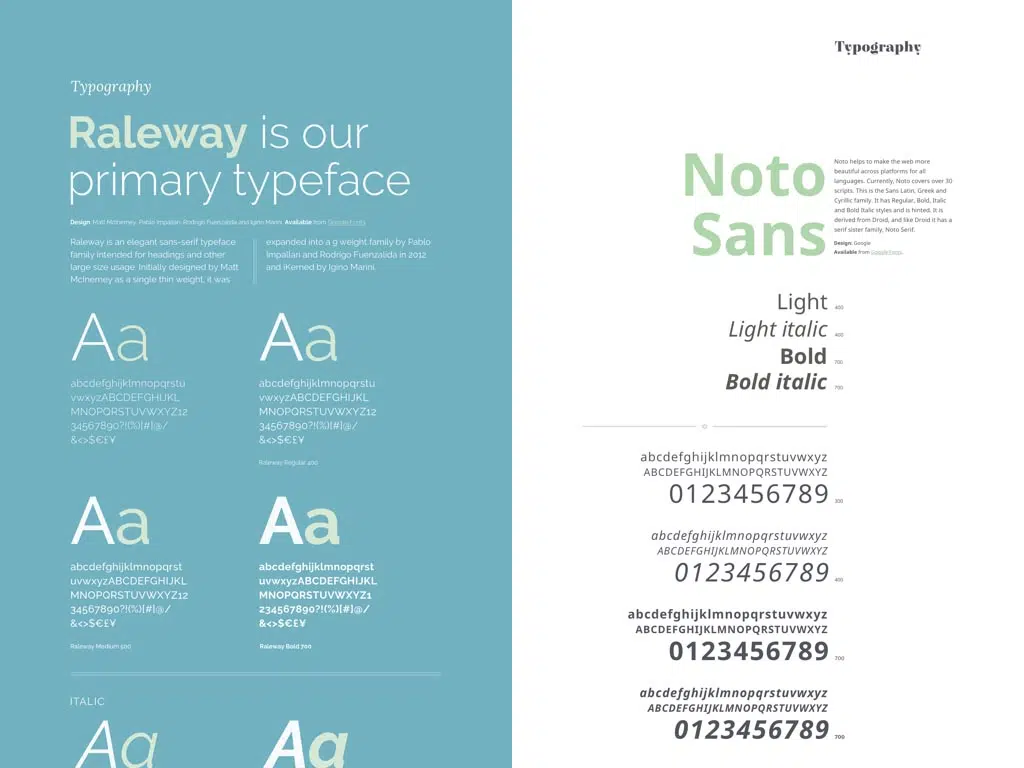 Typography
Raleway is our
primary typeface
Design: Matt McInerney, Pablo Impallari, Rodrigo Fuenzalida and Igino Marini. Available from Google Fonts.
Raleway is an elegant sans-serif typeface
family intended for headings and other
large size usage. Initially designed by Matt
McInerney as a single thin weight, it was
expanded into a 9 weight family by Pablo
Impallari and Rodrigo Fuenzalida in 2012
and iKerned by Igino Marini.
Aa
abcdefghijklmnopqrstu
vwxyzABCDEFGHIJKL
MNOPQRSTUVWXYZ12
34567890?!(%)[#]@/
&<>$€£¥
Aa
abcdefghijklmnopqrstu
vwxyzABCDEFGHIJKL
MNOPQRSTUVWXYZ12
34567890?!(%)[#]@/
&<>$€£¥
Raleway Regular 400
Aa
abcdefghijklmnopqrst
uvwxyzABCDEFGHIJKL
MNOPQRSTUVWXYZ12
34567890?!(%)[#]@/
&<>$€£¥
Raleway Medium 500
Aa
abcdefghijklmnopqrst
uvwxyzABCDEFGHIJKL
MNOPQRSTUVWXYZ1
234567890?!(%)[#]@/
&<>$€£¥
Raleway Bold 700
ITALIC
Aa
Aa
Typography
Noto
Sans
Noto helps to make the web more
beautiful across platforms for all
languages. Currently, Noto covers over 30
scripts. This is the Sans Latin, Greek and
Cyrillic family. It has Regular, Bold, Italic
and Bold Italic styles and is hinted. It is
derived from Droid, and like Droid it has a
serif sister family, Noto Serif.
Design: Google
Available from Google Fonts.
Light 400
Light italic 400
Bold 700
Bold italic 700
abcdefghijklmnopqrstuvwxyz
ABCDEFGHIJKLMNOPQRSTUVWXYZ
0123456789 300
abcdefghijklmnopqrstuvwxyz
ABCDEFGHIJKLMNOPQRSTUVWXYZ
0123456789 400
abcdefghijklmnopqrstuvwxyz
ABCDEFGHIJKLMNOPQRSTUVWXYZ
0123456789 700
abcdefghijklmnopqrstuvwxyz
ABCDEFGHIJKLMNOPQRSTUVWXYZ
0123456789 700